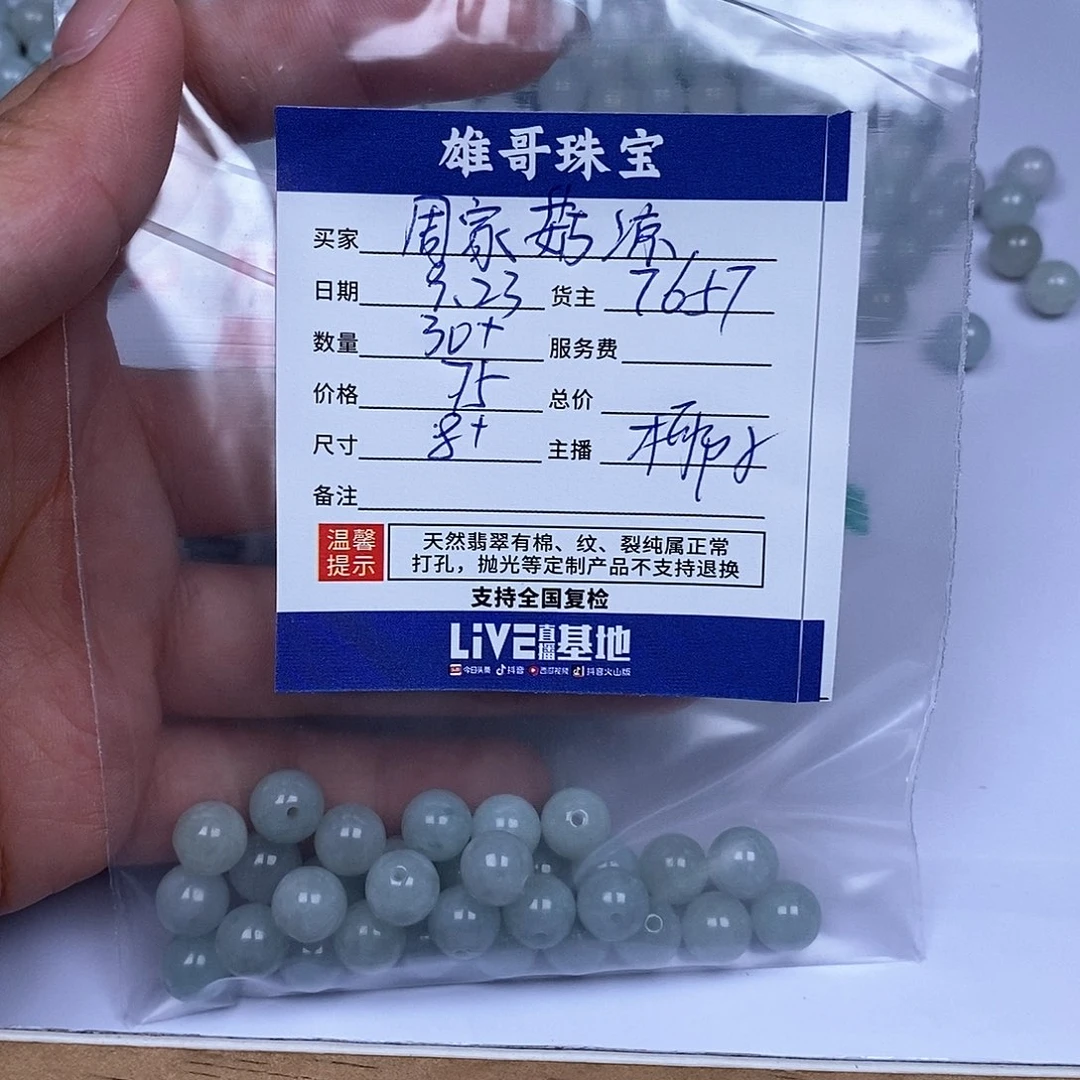 雄哥珠宝
买家 周家菇凉
日期 9.23 货主 7657
数量 30+ 服务费
价格 75 总价
尺寸 8+ 主播
备注
温馨提示
天然翡翠有棉、纹、裂纯属正常
打孔，抛光等定制产品不支持退换
支持全国复检
LiVE直播基地
今日头条 抖音 西瓜视频 抖音火山版